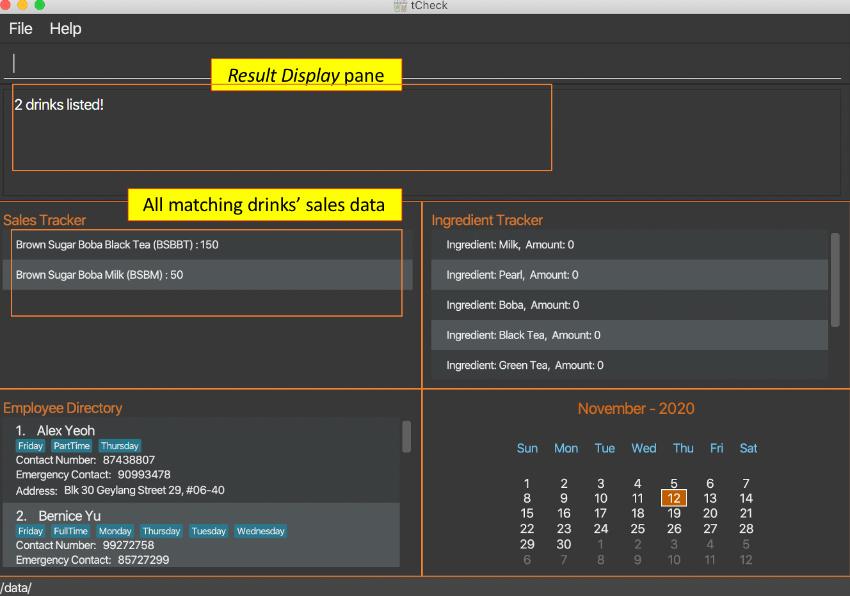 tCheck
File Help
Result Display pane
2 drinks listed!
All matching drinks' sales data
Sales Tracker
Brown Sugar Boba Black Tea (BSBBT) : 150
Brown Sugar Boba Milk (BSBM) : 50
Ingredient Tracker
Ingredient: Milk, Amount: 0
Ingredient: Pearl, Amount: 0
Ingredient: Boba, Amount: 0
Ingredient: Black Tea, Amount: 0
Ingredient: Green Tea, Amount: 0
Employee Directory
1. Alex Yeoh
Friday PartTime Thursday
Contact Number: 87438807
Emergency Contact: 90993478
Address: Blk 30 Geylang Street 29, #06-40
2. Bernice Yu
Friday FullTime Monday Thursday Tuesday Wednesday
Contact Number: 99272758
Emergency Contact: 85727299
November - 2020
Sun Mon Tue Wed Thu Fri Sat
1 2 3 4 5 6 7
8 9 10 11 12 13 14
15 16 17 18 19 20 21
22 23 24 25 26 27 28
29 30 1 2 3 4 5
6 7 8 9 10 11 12
/data/